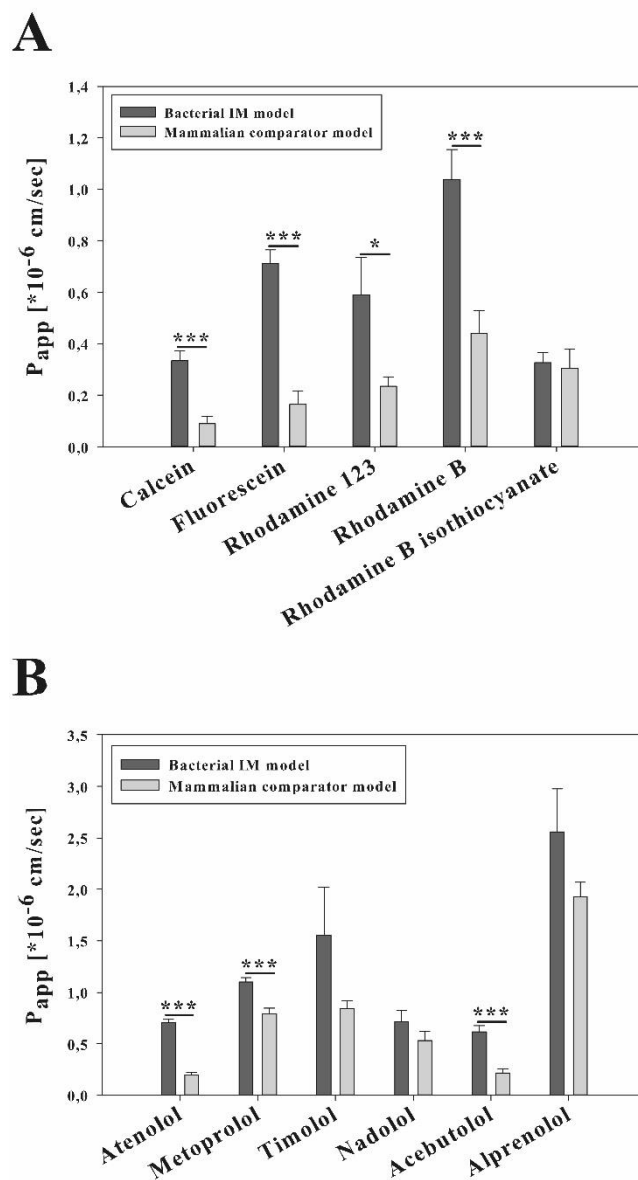 A
1,4
1,2
1,0
0,8
0,6
0,4
0,2
0,0
Papp [*10-6 cm/sec]
Bacterial IM model
Mammalian comparator model
***
***
*
***
Calcein
Fluorescein
Rhodamine 123
Rhodamine B
Rhodamine B isothiocyanate
B
3,5
3,0
2,5
2,0
1,5
1,0
0,5
0,0
Papp [*10-6 cm/sec]
Bacterial IM model
Mammalian comparator model
***
***
***
Atenolol
Metoprolol
Timolol
Nadolol
Acebutolol
Alprenolol